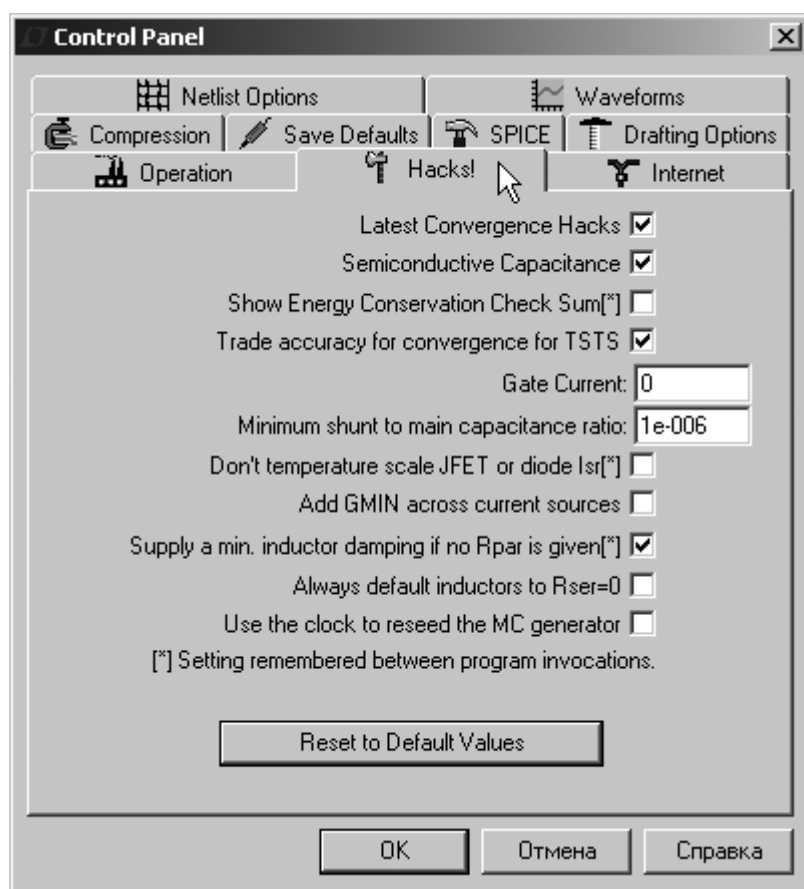 Control Panel
Netlist Options
Waveforms
Compression
Save Defaults
SPICE
Drafting Options
Operation
Hacks!
Internet
Latest Convergence Hacks
Semiconductive Capacitance
Show Energy Conservation Check Sum[*]
Trade accuracy for convergence for TSTS
Gate Current: 0
Minimum shunt to main capacitance ratio: 1e-006
Don't temperature scale JFET or diode Isr[*]
Add GMIN across current sources
Supply a min. inductor damping if no Rpar is given[*]
Always default inductors to Rser=0
Use the clock to reseed the MC generator
[*] Setting remembered between program invocations.
Reset to Default Values
OK
Отмена
Справка